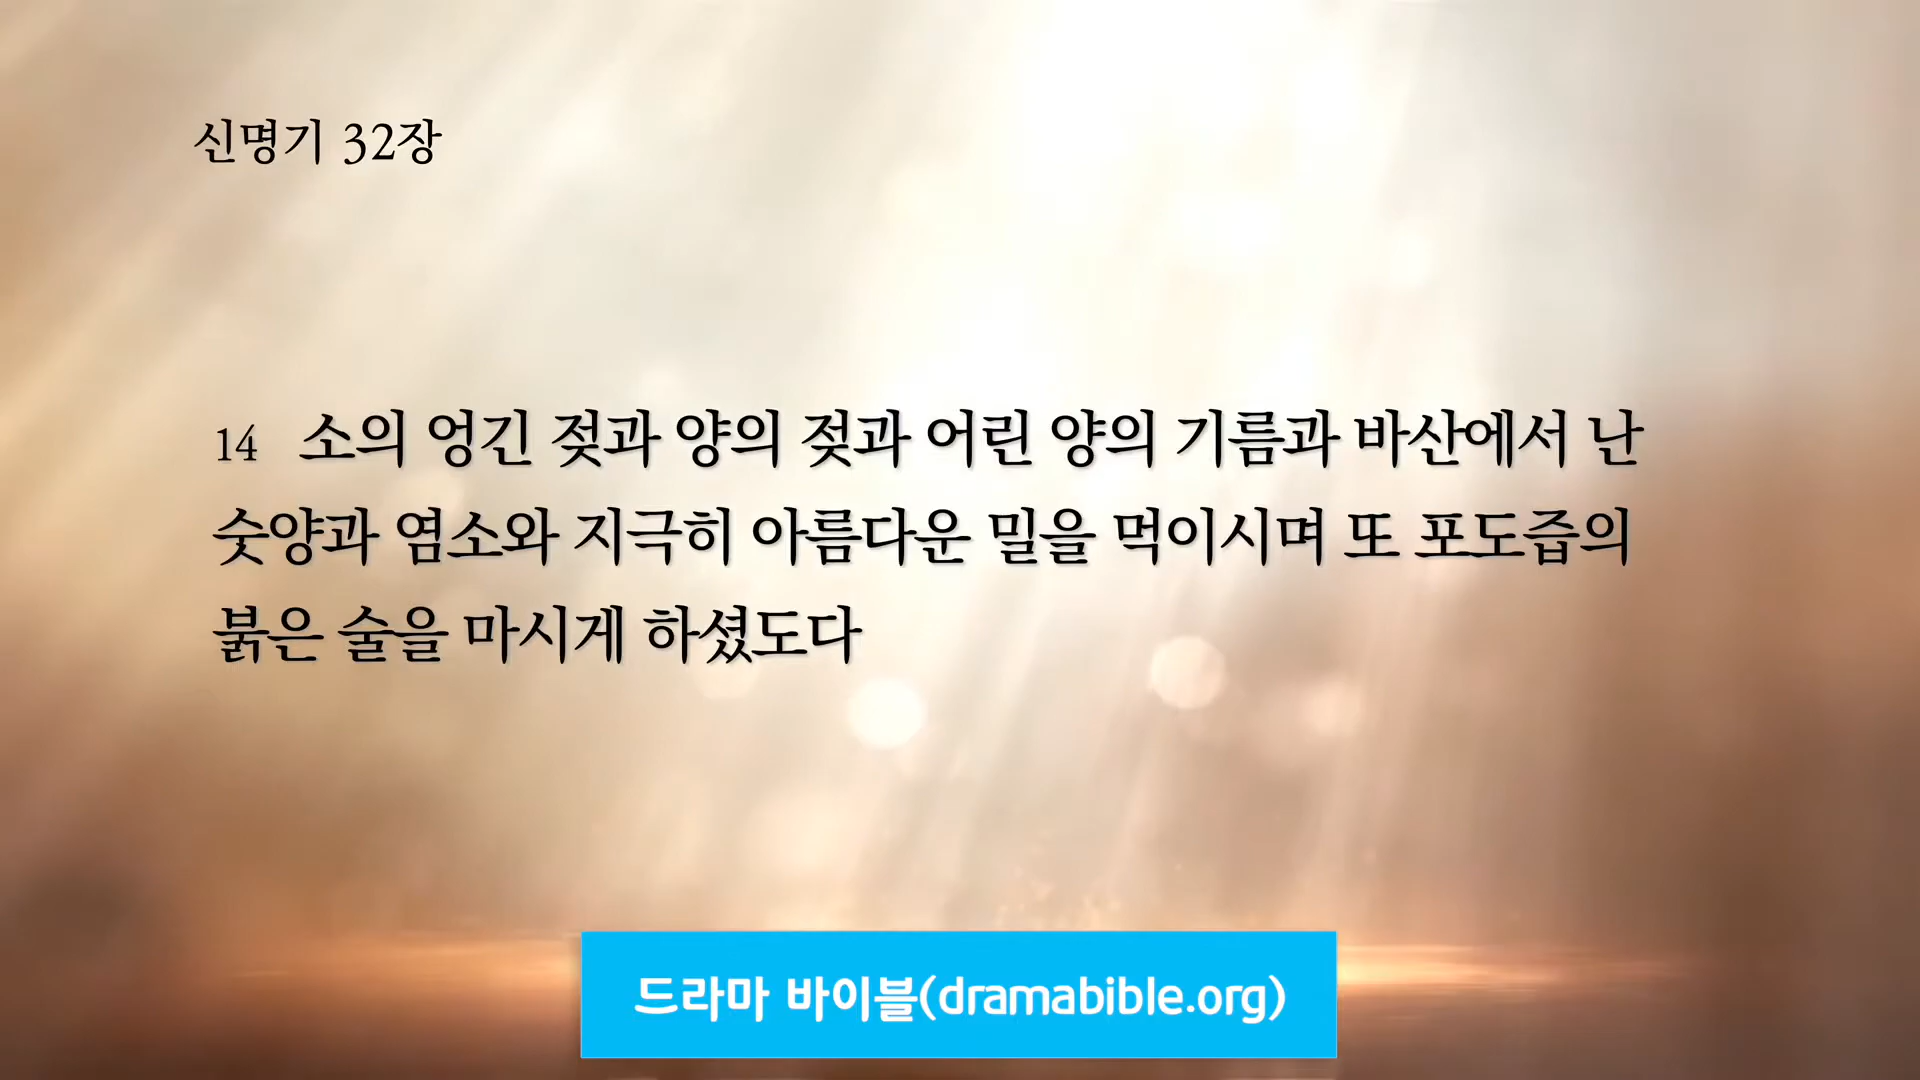 신명기 32장
14 소의 엉긴 젖과 양의 젖과 어린 양의 기름과 바산에서 난
숫양과 염소와 지극히 아름다운 밀을 먹이시며 또 포도즙의
붉은 술을 마시게 하셨도다
드라마 바이블(dramabible.org)